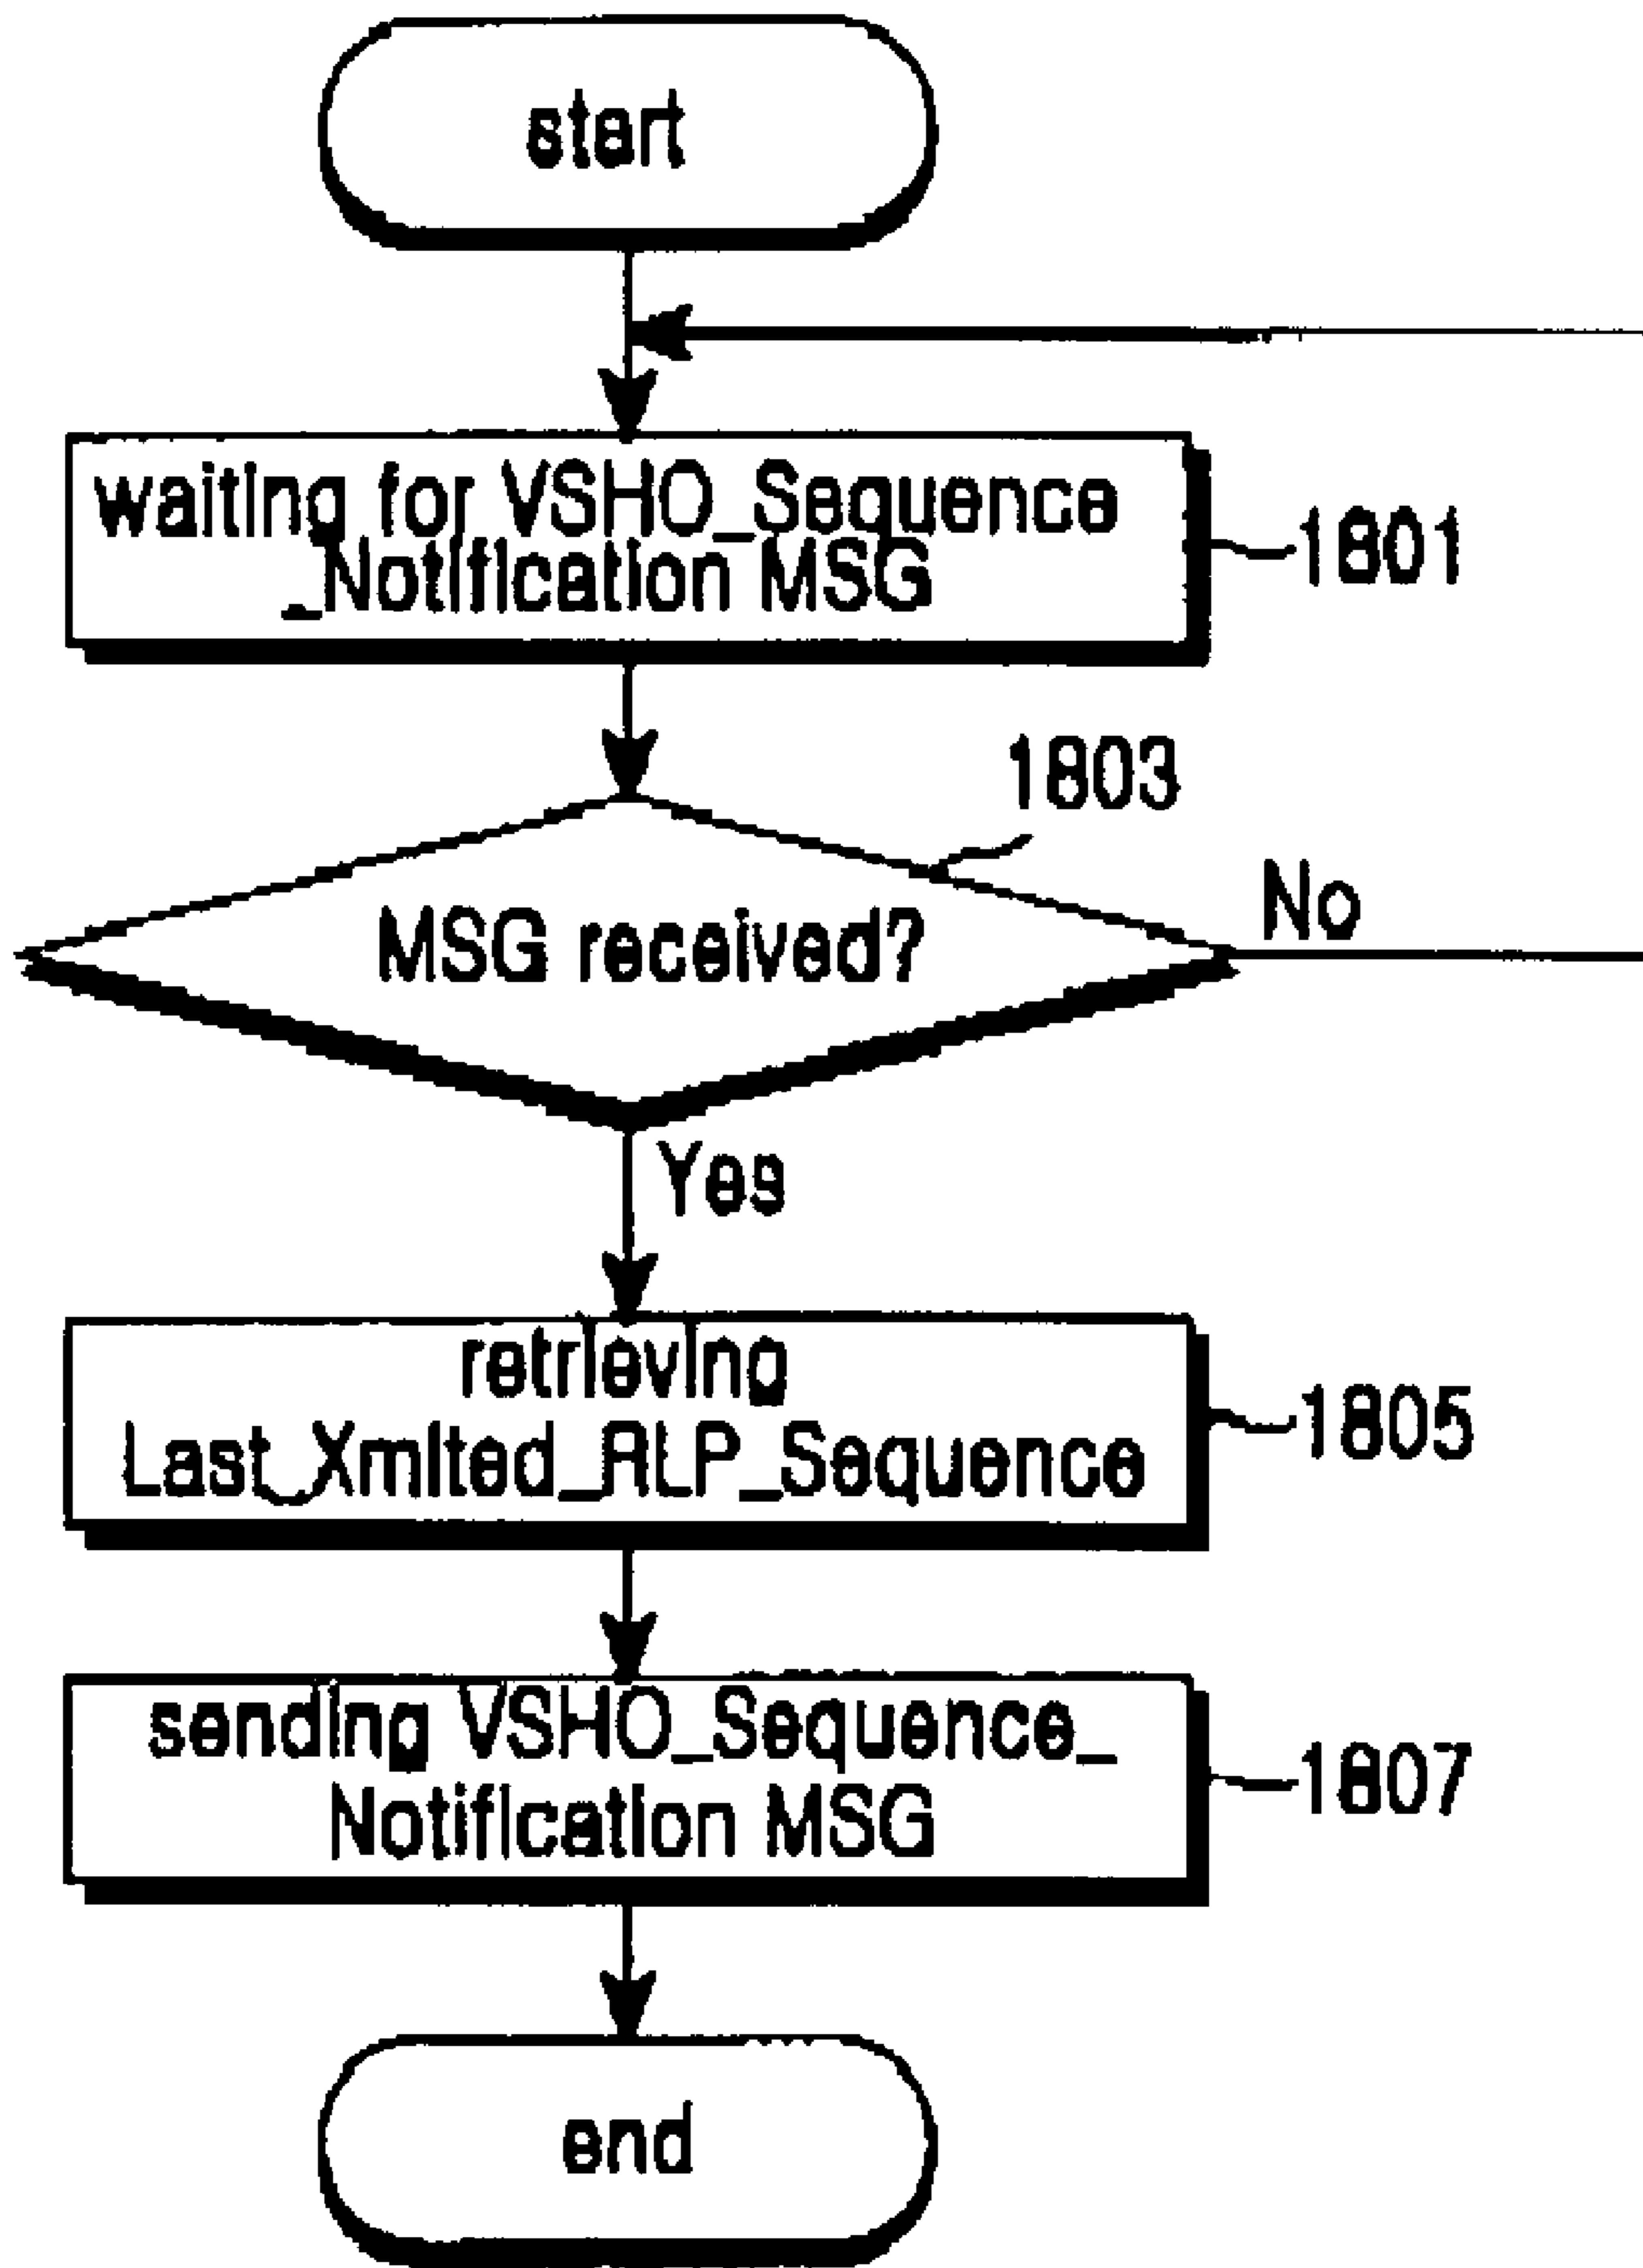 start
waiting for VSHO_Sequence
_Notification MSG
1801
1803
MSG received?
No
Yes
retrieving
Last_Xmited_RLP_Sequence
1805
sending VSHO_Sequence_
Notification MSG
1807
end